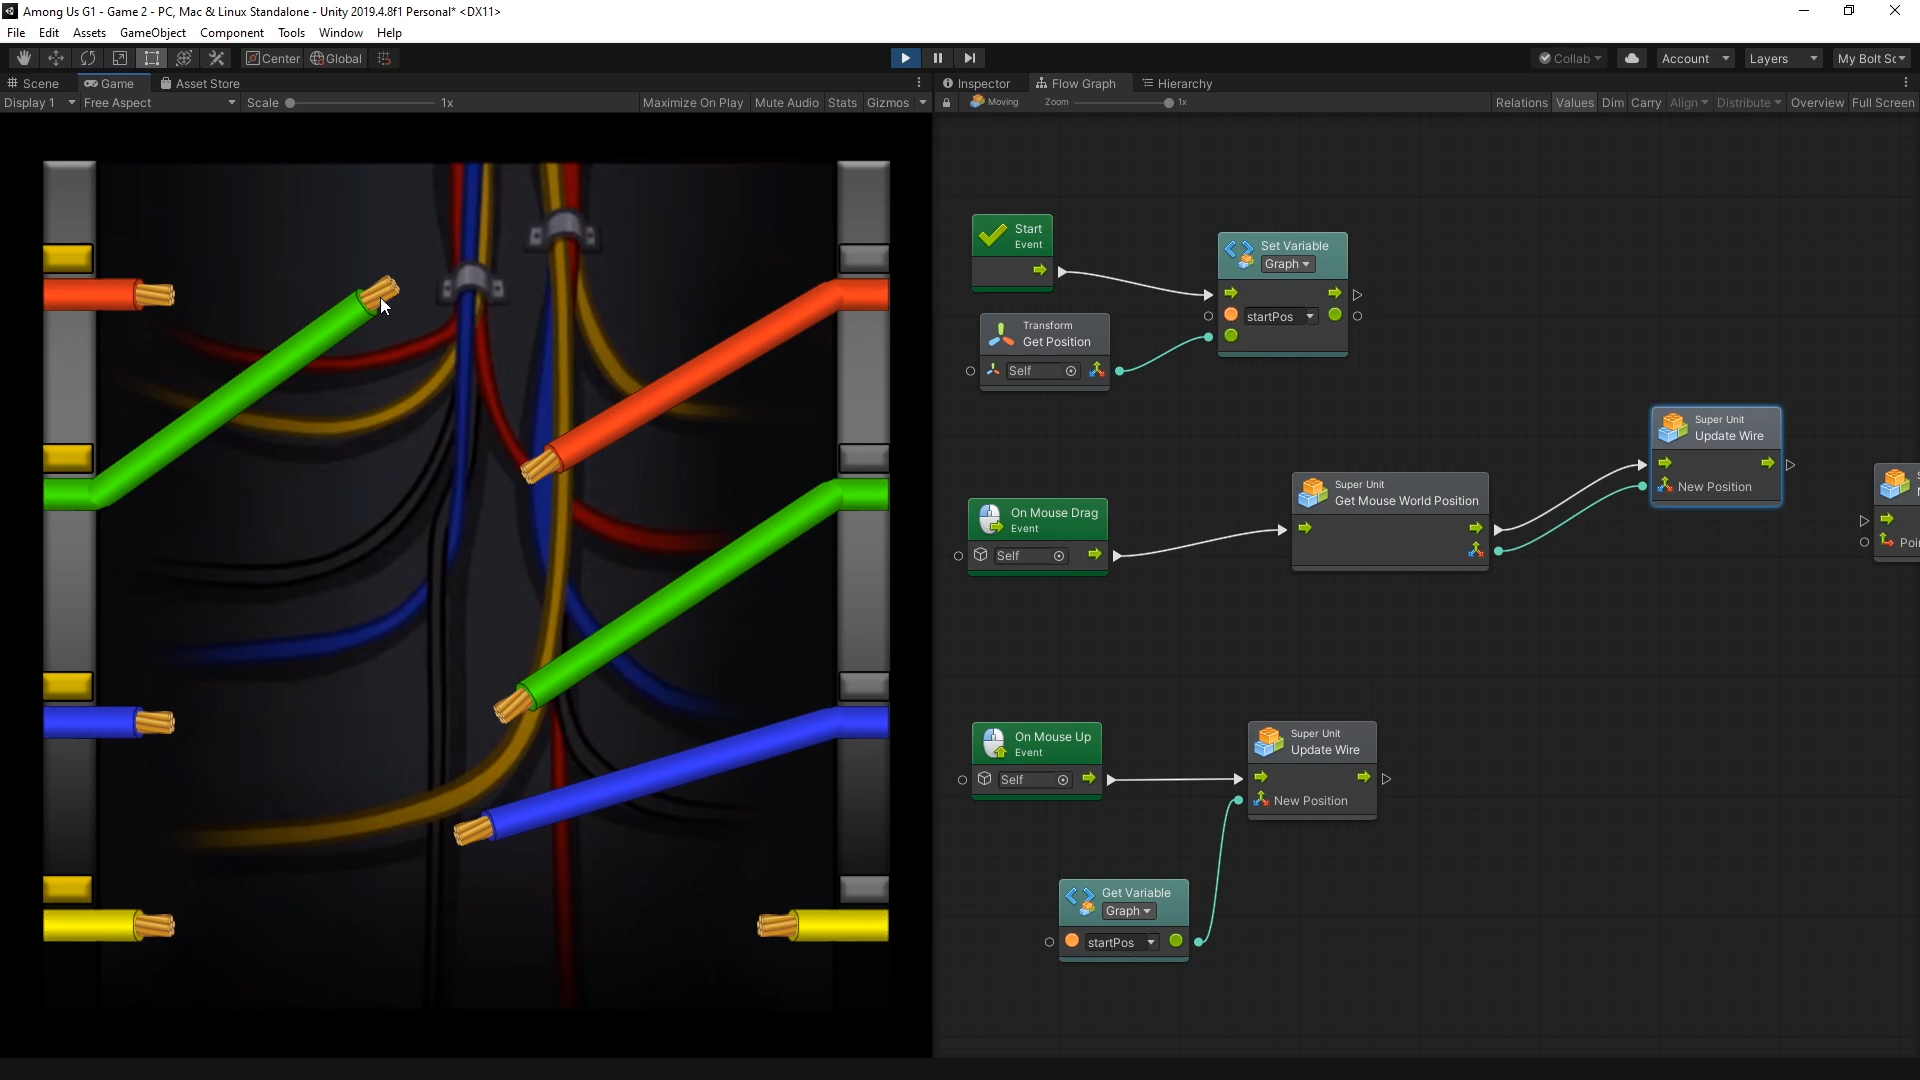 Among Us G1 - Game 2 - PC, Mac & Linux Standalone - Unity 2019.4.8f1 Personal* <DX11>
File Edit Assets GameObject Component Tools Window Help
Center Global Collab Account Layers My Bolt Sc
Scene Game Asset Store Inspector Flow Graph Hierarchy
Display 1 Free Aspect Scale 1x Maximize On Play Mute Audio Stats Gizmos Moving Zoom 1x Relations Values Dim Carry Align Distribute Overview Full Screen
Start
Event
Set Variable
Graph
startPos
Transform
Get Position
Self
Super Unit
Update Wire
New Position
Super Unit
Get Mouse World Position
On Mouse Drag
Event
Self
Poi
On Mouse Up
Event
Self
Super Unit
Update Wire
New Position
Get Variable
Graph
startPos